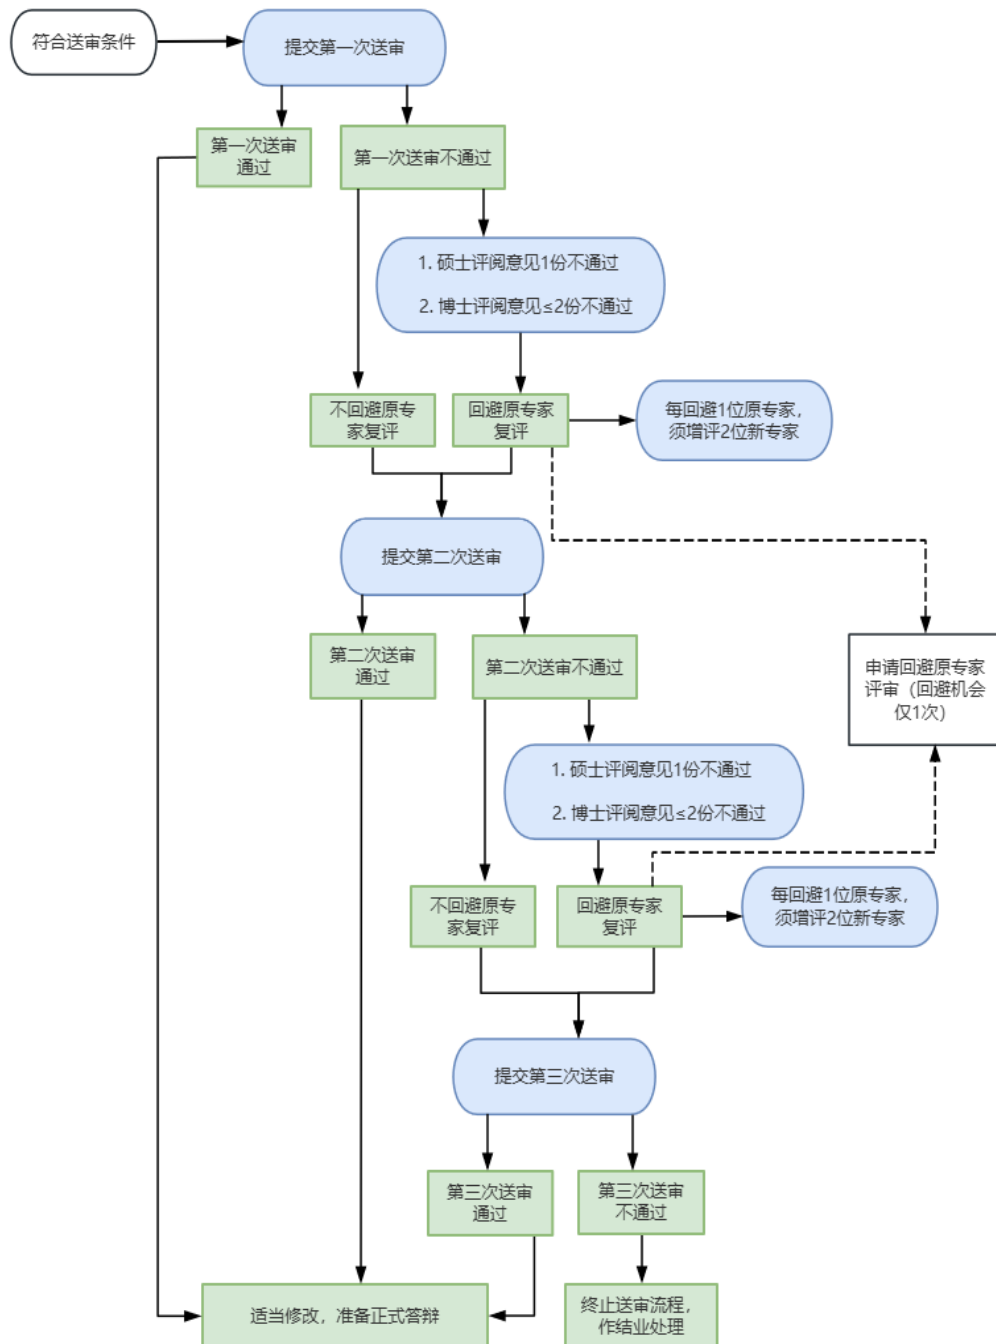 符合送审条件
提交第一次送审
第一次送审
通过
第一次送审不通过
1. 硕士评阅意见1份不通过
2. 博士评阅意见≤2份不通过
不回避原专
家复评
回避原专家
复评
每回避1位原专家，
须增评2位新专家
提交第二次送审
第二次送审
通过
第二次送审不通过
申请回避原专家
评审（回避机会
仅1次）
1. 硕士评阅意见1份不通过
2. 博士评阅意见≤2份不通过
不回避原专
家复评
回避原专家
复评
每回避1位原专家，
须增评2位新专家
提交第三次送审
第三次送审
通过
第三次送审
不通过
适当修改，准备正式答辩
终止送审流程，
作结业处理